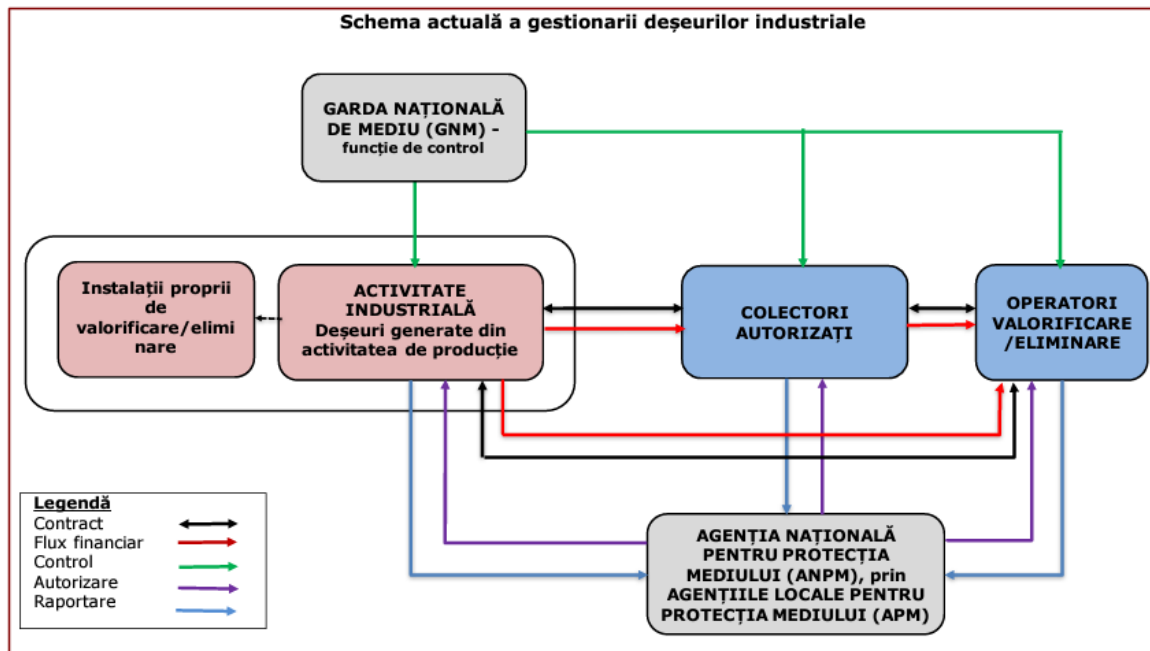 Schema actuală a gestionarii deșeurilor industriale
GARDA NAȚIONALĂ
DE MEDIU (GNM) -
funcție de control
Instalații proprii
de
valorificare/elimi
nare
ACTIVITATE
INDUSTRIALĂ
Deșeuri generate din
activitatea de producție
COLECTORI
AUTORIZAȚI
OPERATORI
VALORIFICARE
/ELIMINARE
Legendă
Contract
Flux financiar
Control
Autorizare
Raportare
AGENȚIA NAȚIONALĂ
PENTRU PROTECȚIA
MEDIULUI (ANPM), prin
AGENȚIILE LOCALE PENTRU
PROTECȚIA MEDIULUI (APM)